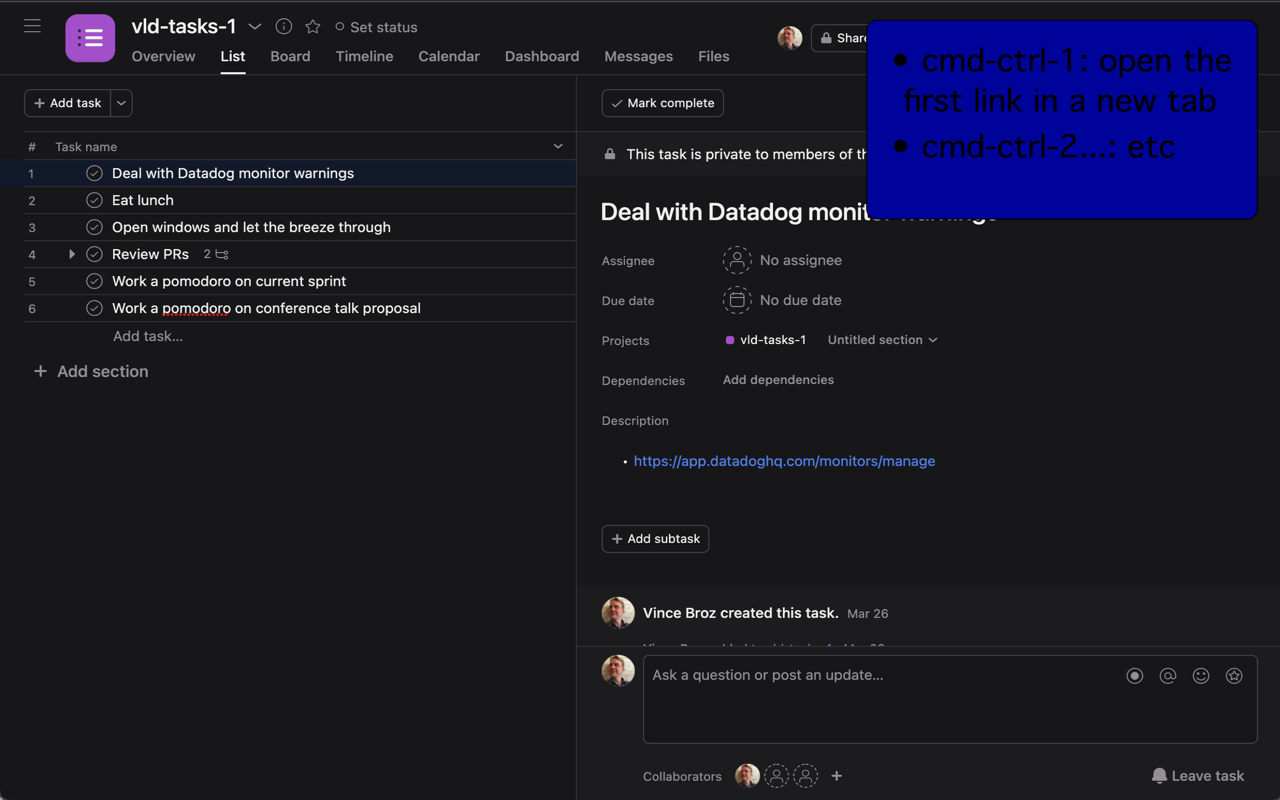 vld-tasks-1
Set status
Overview List Board Timeline Calendar Dashboard Messages Files
Share
• cmd-ctrl-1: open the
first link in a new tab
• cmd-ctrl-2...: etc
+ Add task
# Task name
1 Deal with Datadog monitor warnings
2 Eat lunch
3 Open windows and let the breeze through
4 Review PRs 2
5 Work a pomodoro on current sprint
6 Work a pomodoro on conference talk proposal
Add task...
+ Add section
Mark complete
This task is private to members of
Deal with Datadog monitor warnings
Assignee No assignee
Due date No due date
Projects vld-tasks-1 Untitled section
Dependencies Add dependencies
Description
• https://app.datadoghq.com/monitors/manage
+ Add subtask
Vince Broz created this task. Mar 26
Ask a question or post an update...
Collaborators +
Leave task